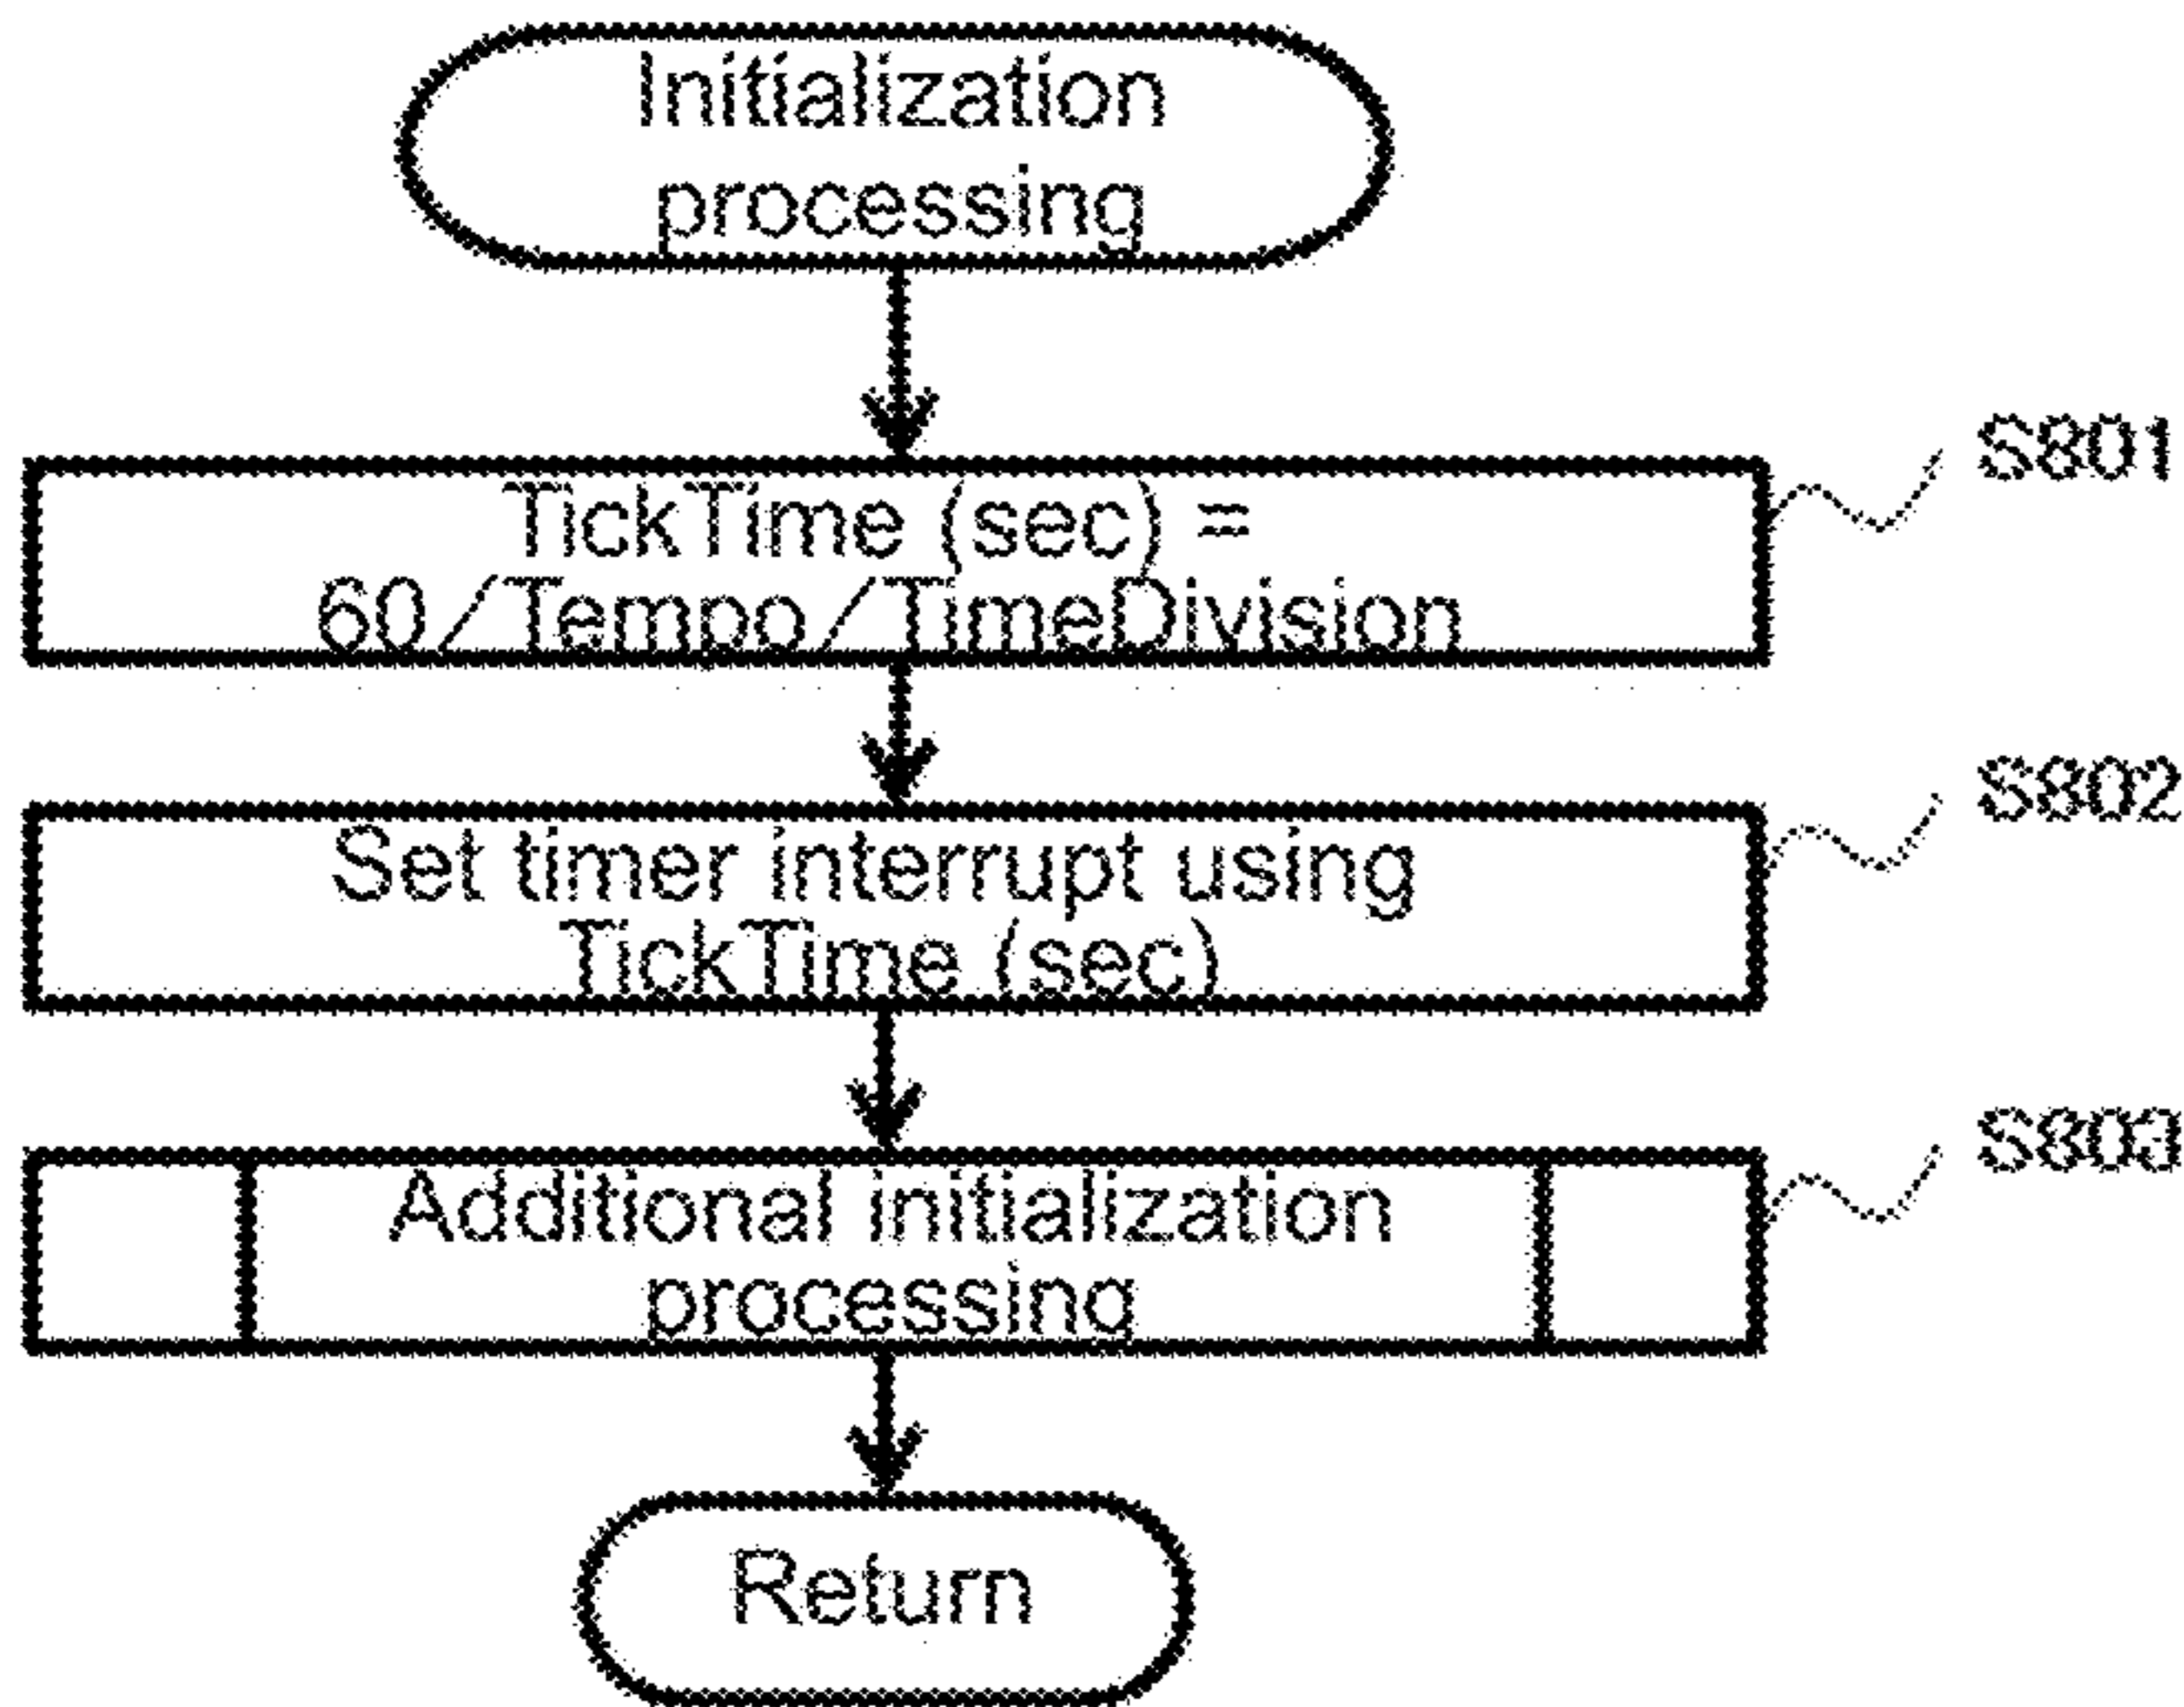 Initialization
processing
TickTime (sec) =
60/Tempo/TimeDivision
S801
Set timer interrupt using
TickTime (sec)
S802
Additional initialization
processing
S803
Return